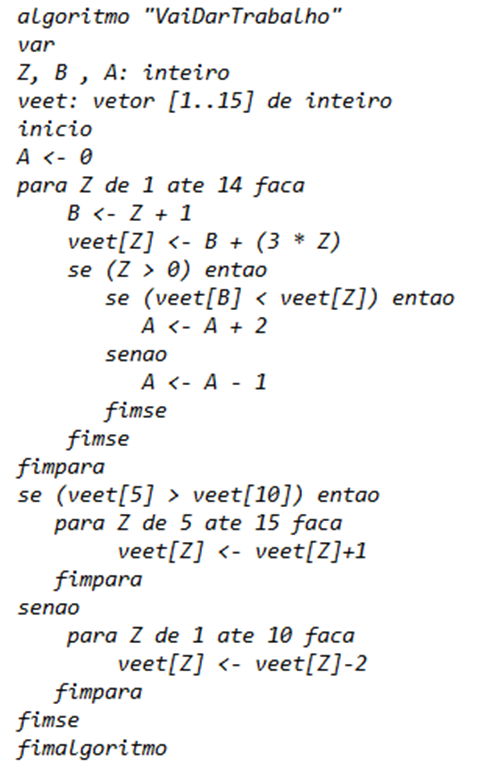 algoritmo "VaiDarTrabalho"
var
Z, B , A: inteiro
veet: vetor [1..15] de inteiro
inicio
A <- 0
para Z de 1 ate 14 faca
B <- Z + 1
veet[Z] <- B + (3 * Z)
se (Z > 0) entao
se (veet[B] < veet[Z]) entao
A <- A + 2
senao
A <- A - 1
fimse
fimse
fimpara
se (veet[5] > veet[10]) entao
para Z de 5 ate 15 faca
veet[Z] <- veet[Z]+1
fimpara
senao
para Z de 1 ate 10 faca
veet[Z] <- veet[Z]-2
fimpara
fimse
fimalgoritmo